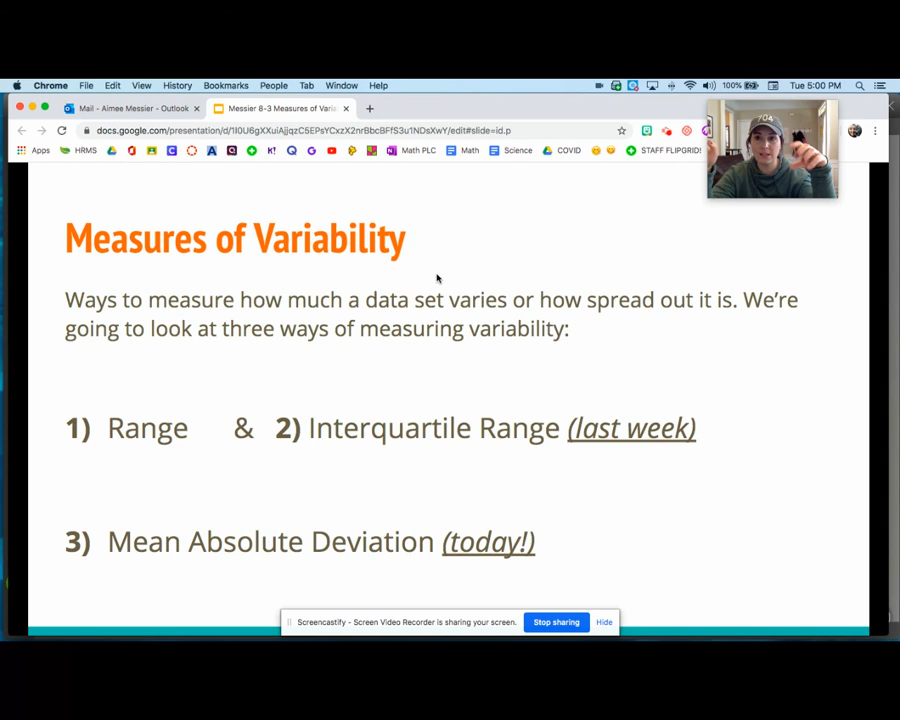 Chrome File Edit View History Bookmarks People Tab Window Help 100% Tue 5:00 PM
Mail - Aimee Messier - Outlook × Messier 8-3 Measures of Varia × +
docs.google.com/presentation/d/1I0U6gXXuiAjjqzC5EPsYCxzX2nrBbcBFfS3u1NDsXwY/edit#slide=id.p
Apps HRMS Math PLC Math Science COVID STAFF FLIPGRIDS
704
Measures of Variability
Ways to measure how much a data set varies or how spread out it is. We’re
going to look at three ways of measuring variability:
1) Range & 2) Interquartile Range (last week)
3) Mean Absolute Deviation (today!)
Screencastify - Screen Video Recorder is sharing your screen. Stop sharing Hide